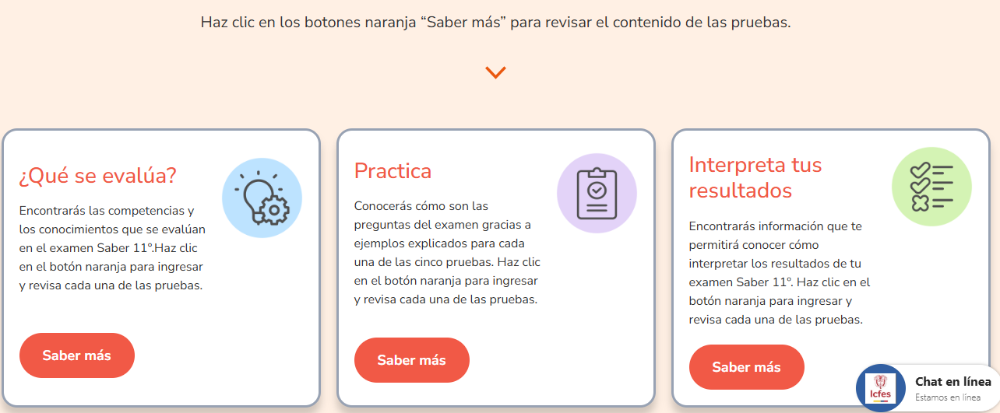 Haz clic en los botones naranja “Saber más” para revisar el contenido de las pruebas.
¿Qué se evalúa?
Encontrarás las competencias y
los conocimientos que se evalúan
en el examen Saber 11°.Haz clic
en el botón naranja para ingresar
y revisa cada una de las pruebas.
Saber más
Practica
Conocerás cómo son las
preguntas del examen gracias a
ejemplos explicados para cada
una de las cinco pruebas. Haz clic
en el botón naranja para ingresar
y revisa cada una de las pruebas.
Saber más
Interpreta tus
resultados
Encontrarás información que te
permitirá conocer cómo
interpretar los resultados de tu
examen Saber 11°. Haz clic en el
botón naranja para ingresar y
revisa cada una de las pruebas.
Saber más
Icfes
Chat en línea
Estamos en línea